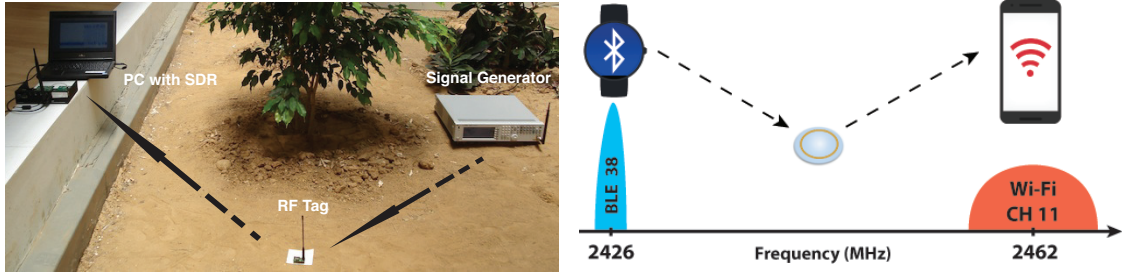 PC with SDR
Signal Generator
RF Tag
BLE 38
Wi-Fi
CH 11
2426
Frequency (MHz)
2462